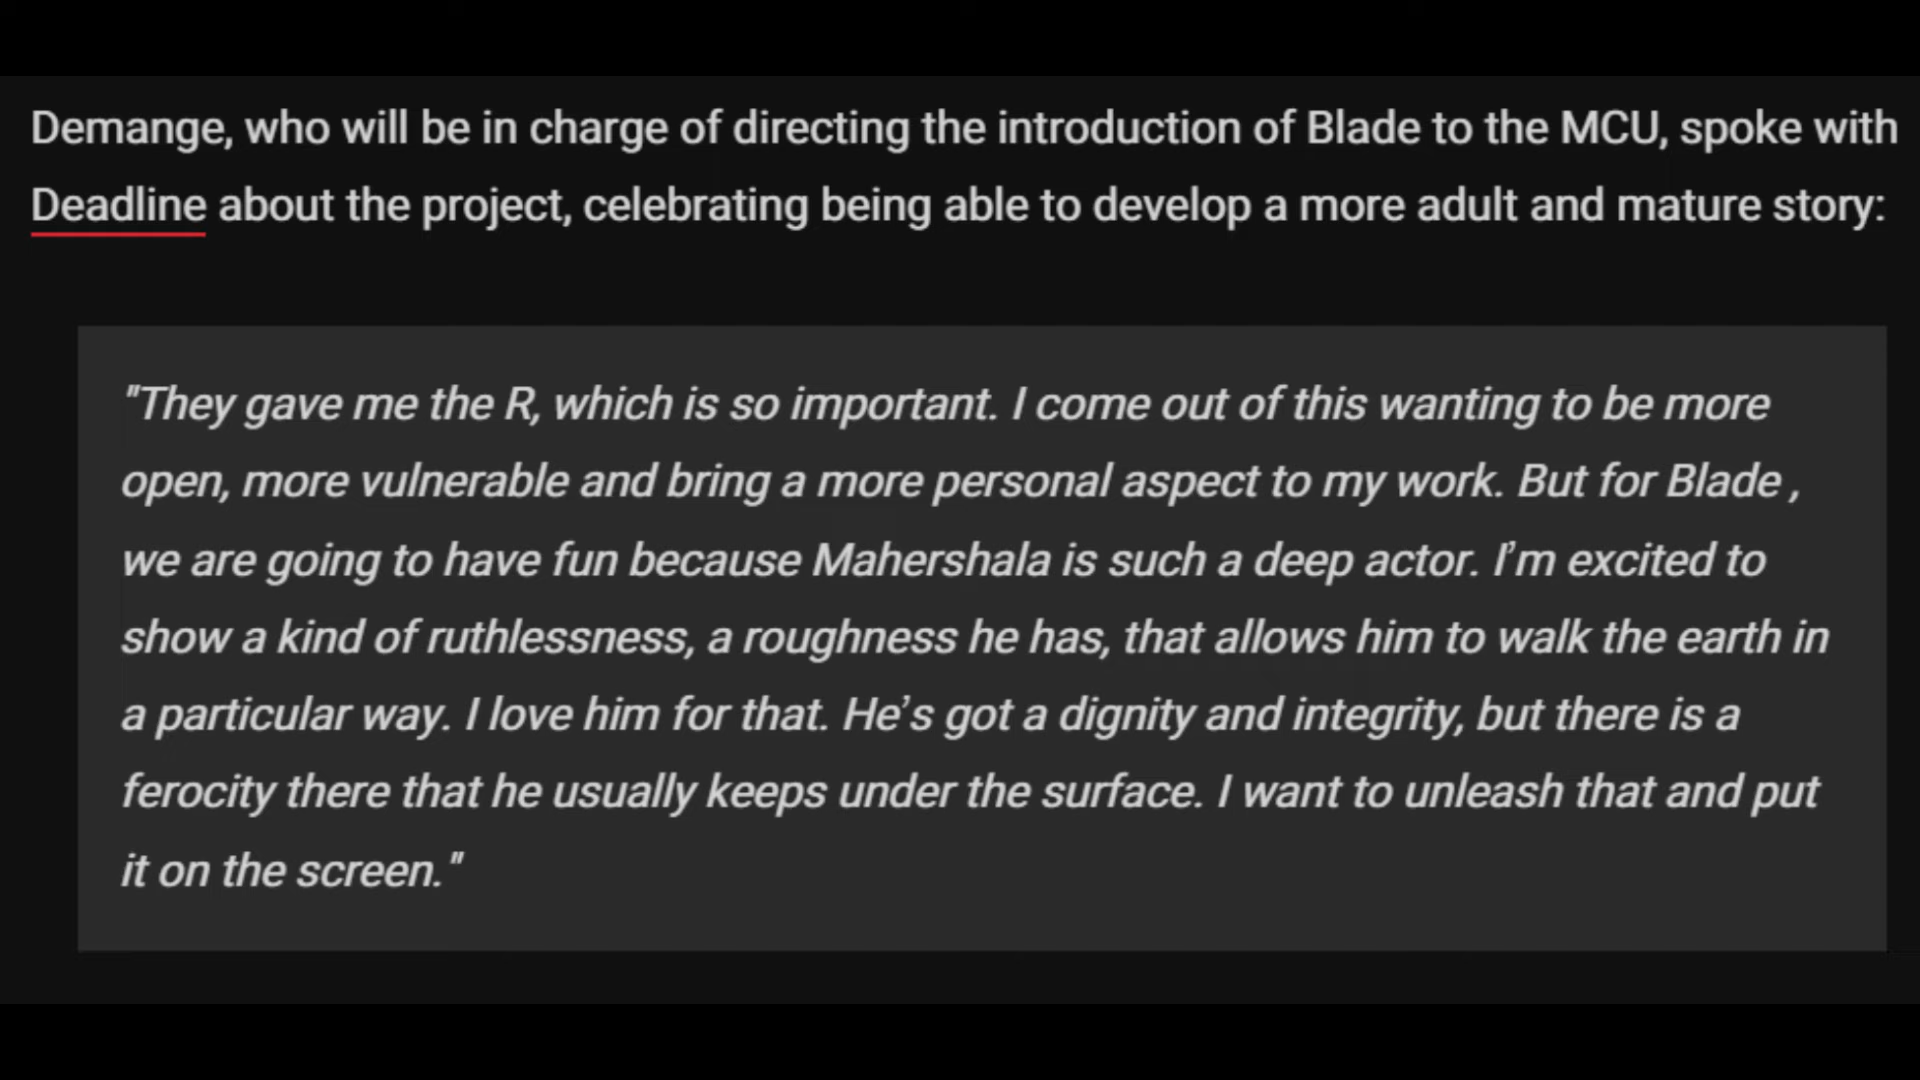 Demange, who will be in charge of directing the introduction of Blade to the MCU, spoke with
Deadline about the project, celebrating being able to develop a more adult and mature story:
"They gave me the R, which is so important. I come out of this wanting to be more
open, more vulnerable and bring a more personal aspect to my work. But for Blade ,
we are going to have fun because Mahershala is such a deep actor. I’m excited to
show a kind of ruthlessness, a roughness he has, that allows him to walk the earth in
a particular way. I love him for that. He’s got a dignity and integrity, but there is a
ferocity there that he usually keeps under the surface. I want to unleash that and put
it on the screen."